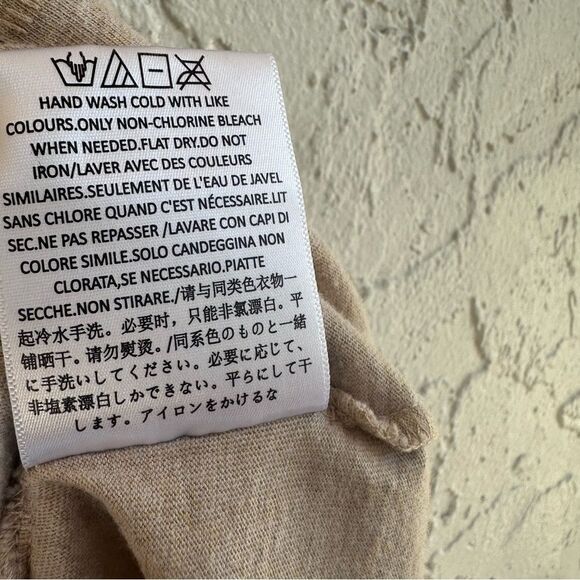 HAND WASH COLD WITH LIKE
COLOURS.ONLY NON-CHLORINE BLEACH
WHEN NEEDED.FLAT DRY.DO NOT
IRON/LAVER AVEC DES COULEURS
SIMILAIRES.SEULEMENT DE L'EAU DE JAVEL
SANS CHLORE QUAND C'EST NÉCESSAIRE.LIT
SEC.NE PAS REPASSER /LAVARE CON CAPI DI
COLORE SIMILE.SOLO CANDEGGINA NON
CLORATA,SE NECESSARIO.PIATTE
SECCHE.NON STIRARE./请与同类色衣物一
起冷水手洗。必要时，只能非氯漂白。平
铺晒干。请勿熨烫。/同系色のものと一緒
に手洗いしてください。必要に応じて、
非塩素漂白しかできない。平らにして干
します。アイロンをかけるな